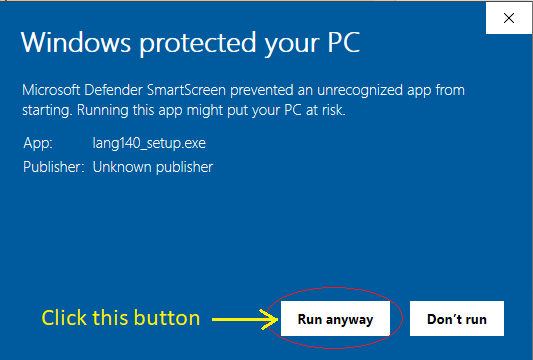 Windows protected your PC
Microsoft Defender SmartScreen prevented an unrecognized app from
starting. Running this app might put your PC at risk.
App: lang140_setup.exe
Publisher: Unknown publisher
Click this button Run anyway Don't run